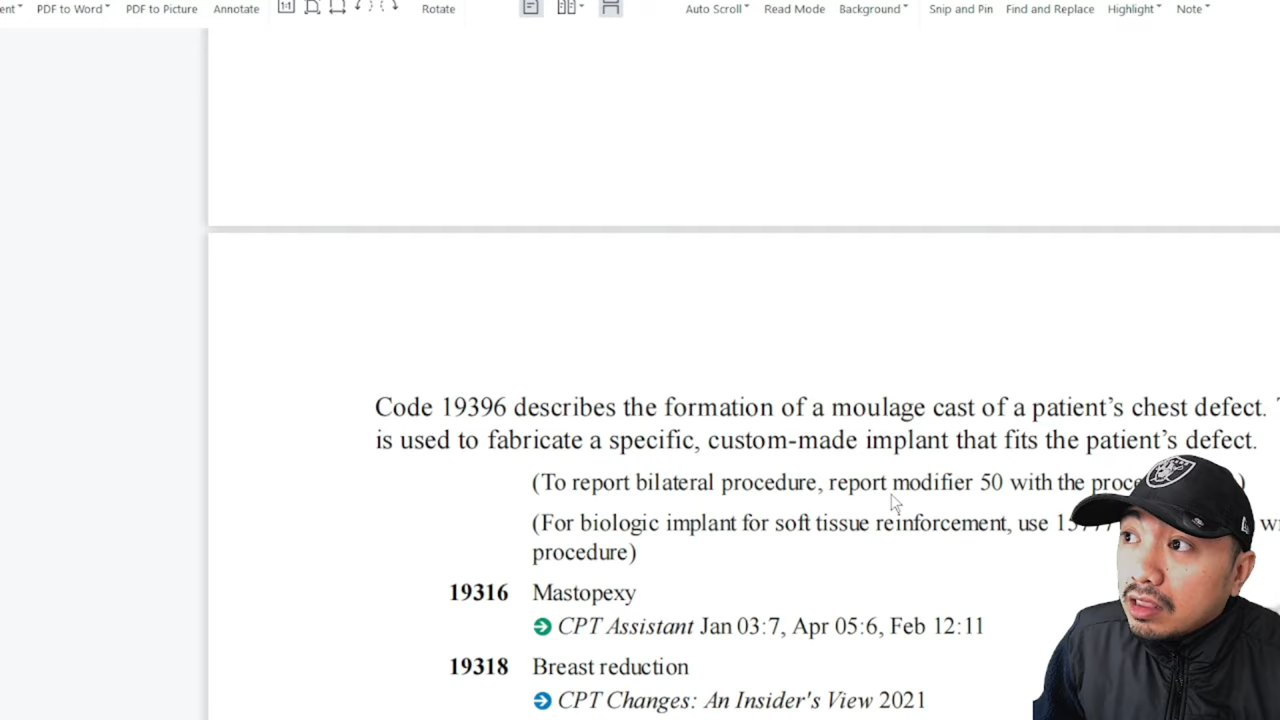 ent PDF to Word PDF to Picture Annotate 1:1 Rotate Auto Scroll Read Mode Background Snip and Pin Find and Replace Highlight Note
Code 19396 describes the formation of a moulage cast of a patient’s chest defect.
is used to fabricate a specific, custom-made implant that fits the patient’s defect.
(To report bilateral procedure, report modifier 50 with the
(For biologic implant for soft tissue reinforcement, use
procedure)
19316 Mastopexy
CPT Assistant Jan 03:7, Apr 05:6, Feb 12:11
19318 Breast reduction
CPT Changes: An Insider's View 2021